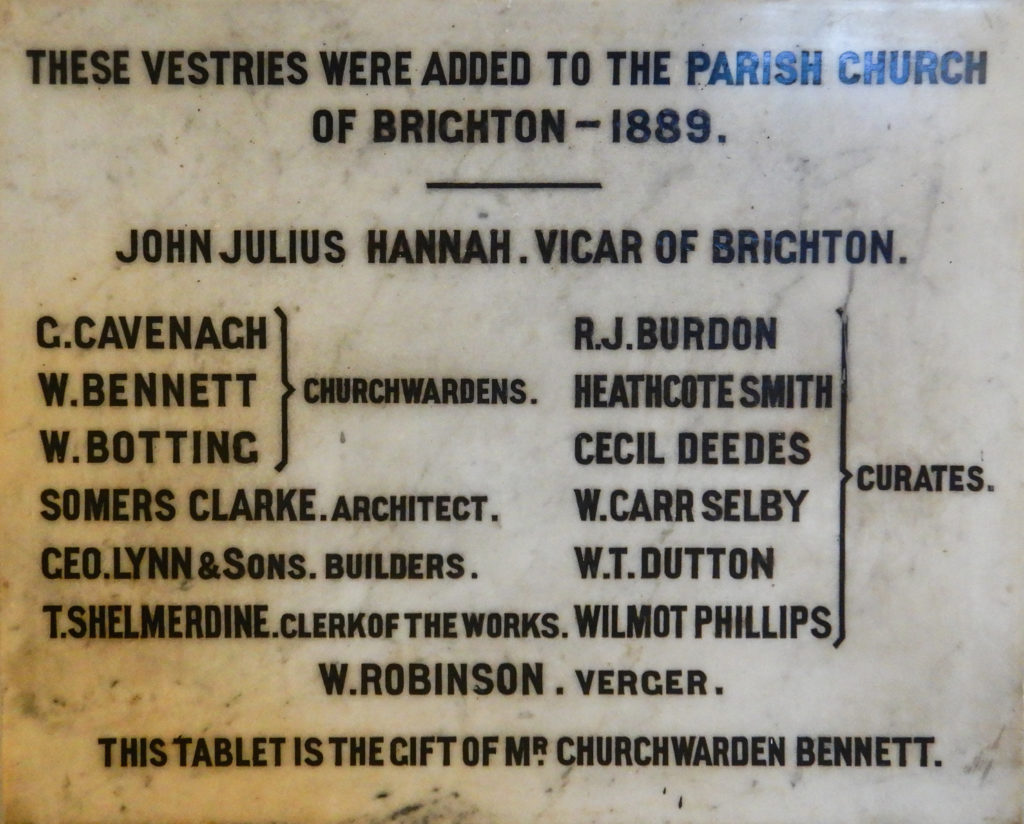 THESE VESTRIES WERE ADDED TO THE PARISH CHURCH
OF BRIGHTON – 1889.
JOHN JULIUS HANNAH. VICAR OF BRIGHTON.
G. CAVENAGH
W. BENNETT
W. BOTTING
CHURCHWARDENS.
SOMERS CLARKE. ARCHITECT.
GEO. LYNN & SONS. BUILDERS.
T. SHELMERDINE. CLERK OF THE WORKS.
R. J. BURDON
HEATHCOTE SMITH
CECIL DEEDES
W. CARR SELBY
W. T. DUTTON
WILMOT PHILLIPS
CURATES.
W. ROBINSON. VERGER.
THIS TABLET IS THE GIFT OF MR. CHURCHWARDEN BENNETT.